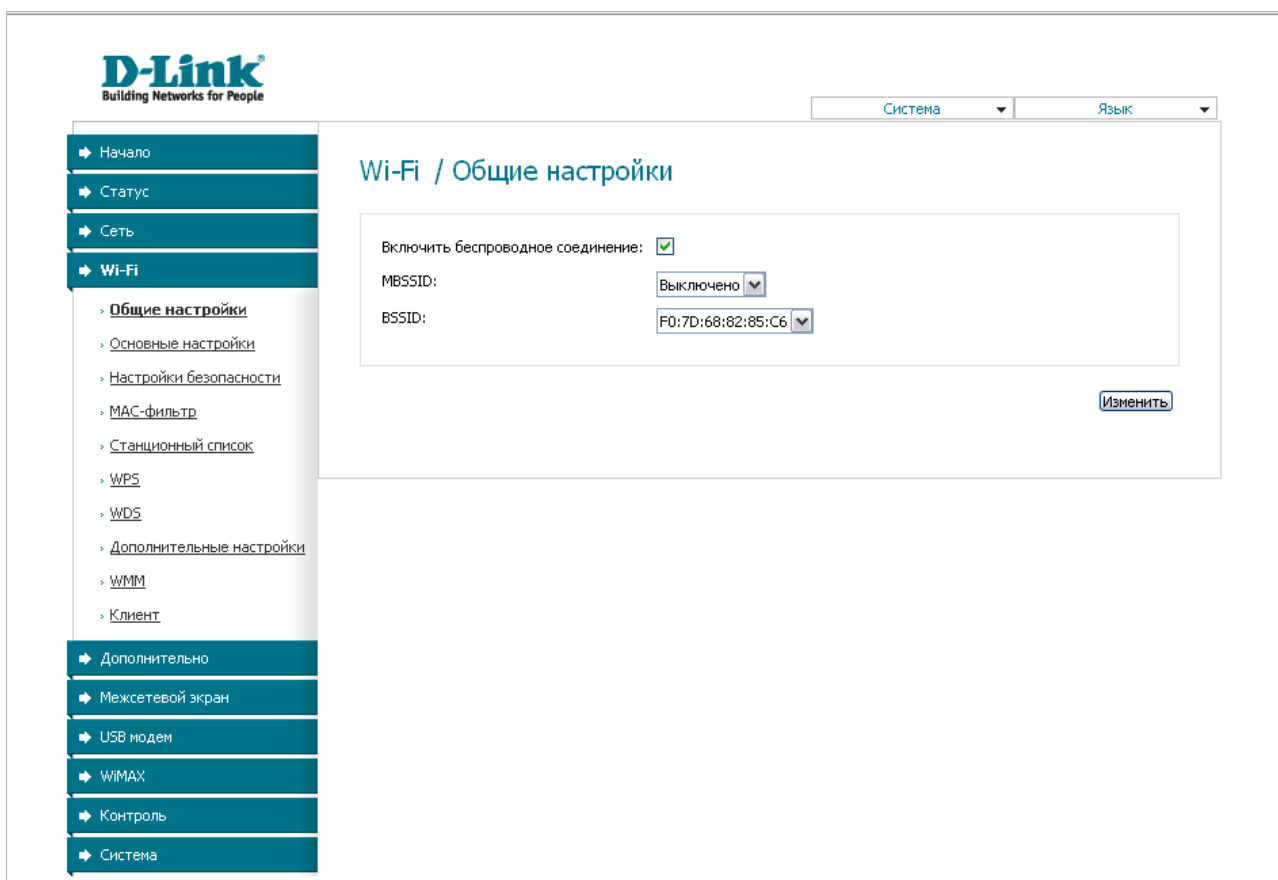 D-Link
Building Networks for People
Система
Язык
Начало
Статус
Сеть
Wi-Fi
Общие настройки
Основные настройки
Настройки безопасности
MAC-фильтр
Станционный список
WPS
WDS
Дополнительные настройки
WMM
Клиент
Дополнительно
Межсетевой экран
USB модем
WiMAX
Контроль
Система
Wi-Fi / Общие настройки
Включить беспроводное соединение:
MBSSID: Выключено
BSSID: F0:7D:68:82:85:C6
Изменить